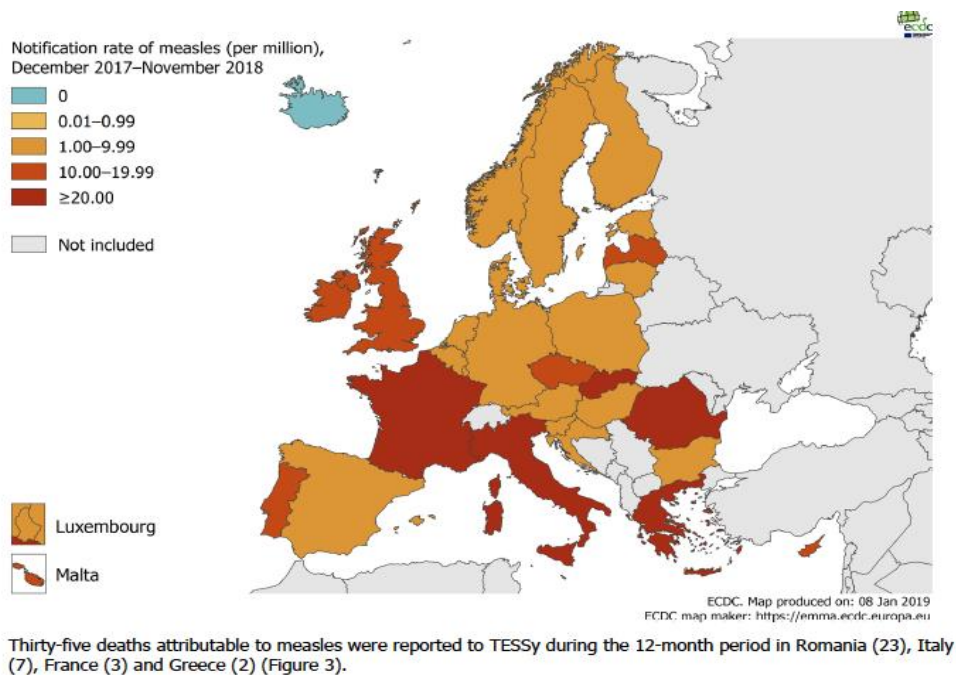 ecdc
Notification rate of measles (per million),
December 2017–November 2018
0
0.01–0.99
1.00–9.99
10.00–19.99
≥20.00
Not included
Luxembourg
Malta
ECDC. Map produced on: 08 Jan 2019
ECDC map maker: https://emma.ecdc.europa.eu
Thirty-five deaths attributable to measles were reported to TESSy during the 12-month period in Romania (23), Italy
(7), France (3) and Greece (2) (Figure 3).